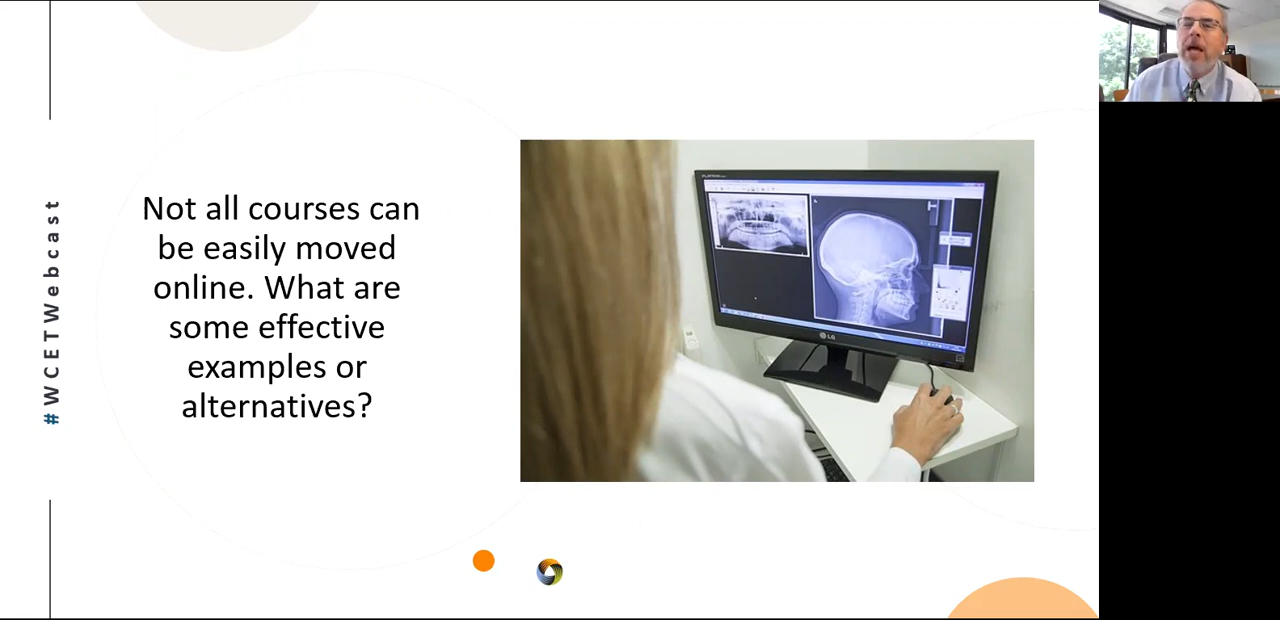 #WCETWebcast
Not all courses can
be easily moved
online. What are
some effective
examples or
alternatives?
LG